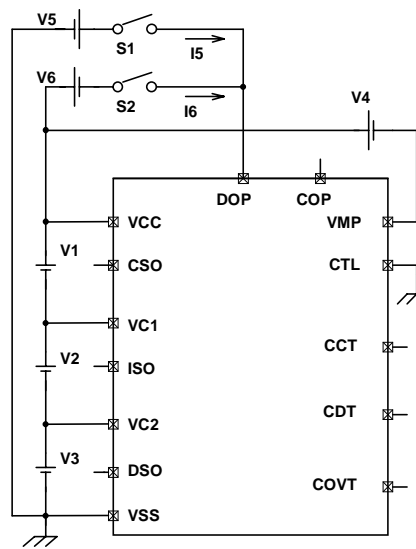 V5
S1
I5
V6
S2
I6
V4
DOP
COP
VCC
VMP
V1
CSO
CTL
VC1
CCT
V2
ISO
CDT
VC2
V3
DSO
COVT
VSS